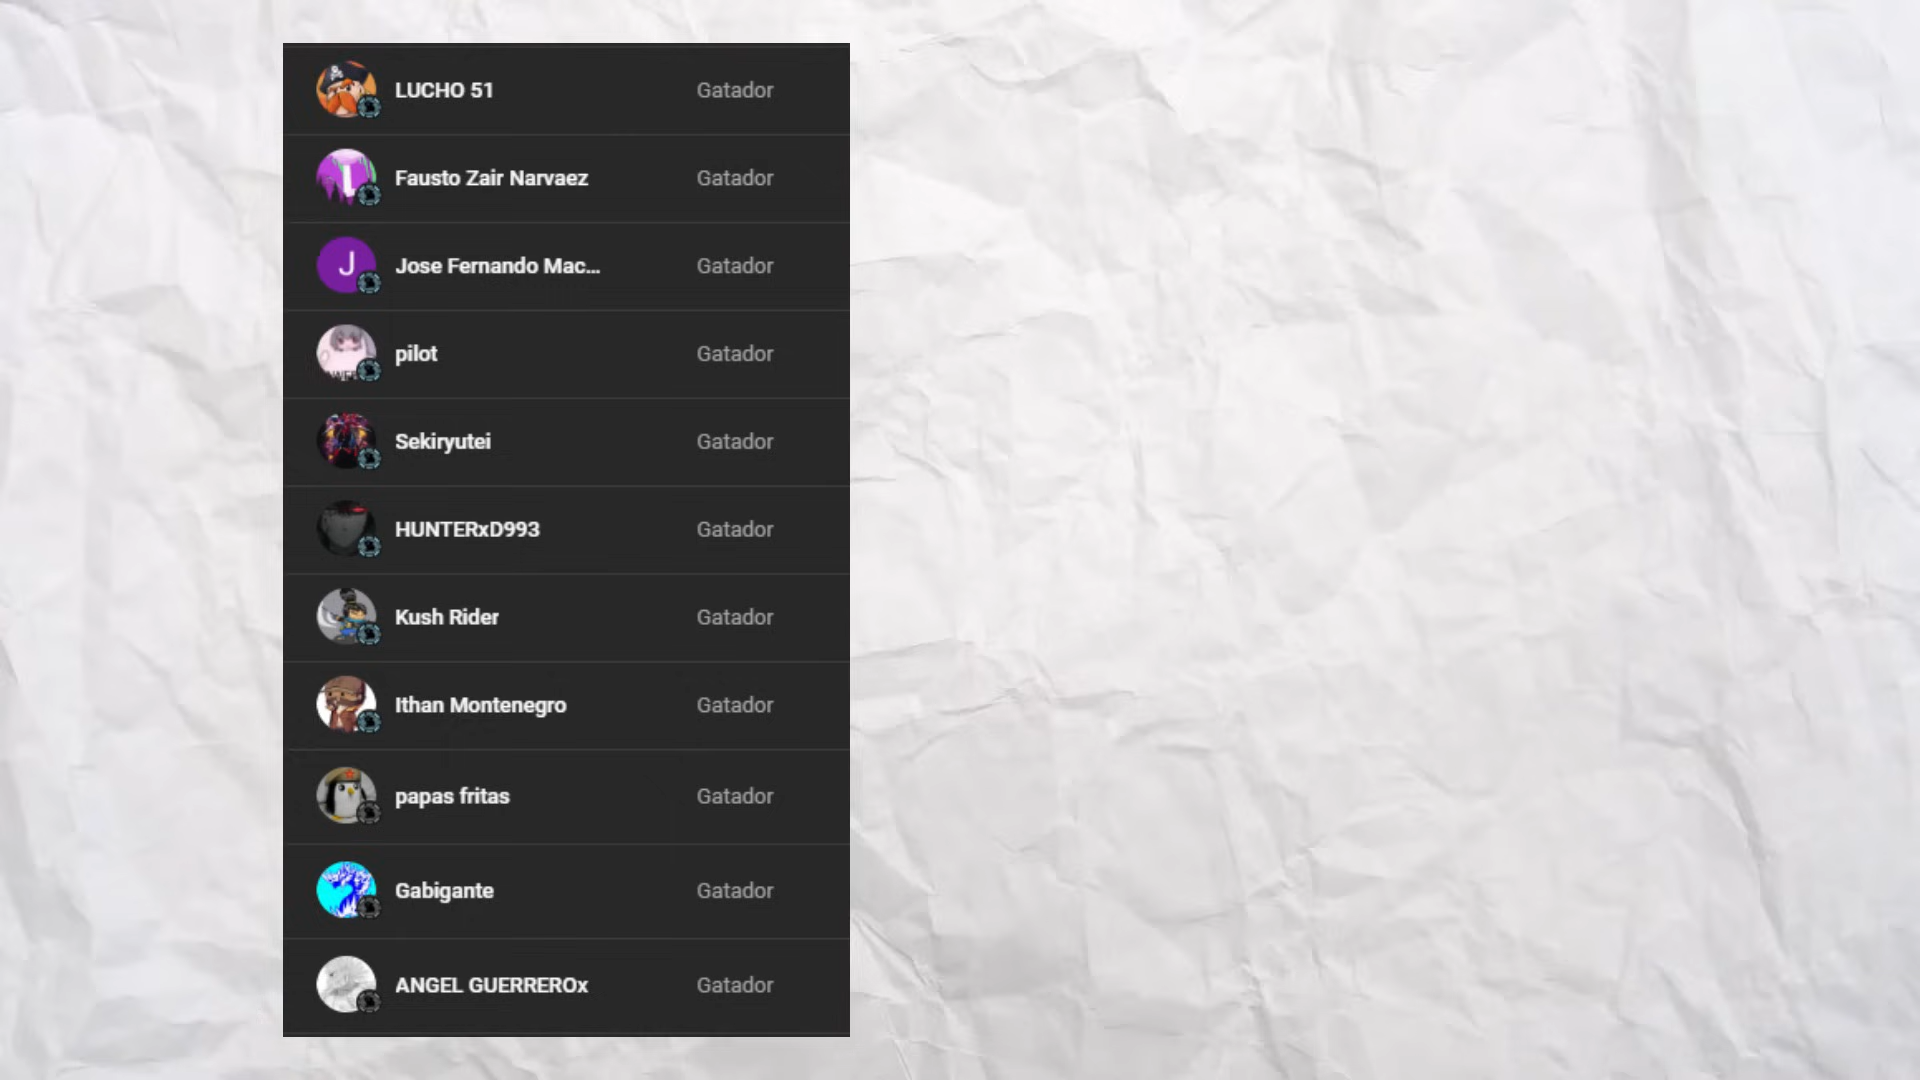 LUCHO 51 Gatador
Fausto Zair Narvaez Gatador
J Jose Fernando Mac... Gatador
pilot Gatador
Sekiryutei Gatador
HUNTERxD993 Gatador
Kush Rider Gatador
Ithan Montenegro Gatador
papas fritas Gatador
Gabigante Gatador
ANGEL GUERREROx Gatador